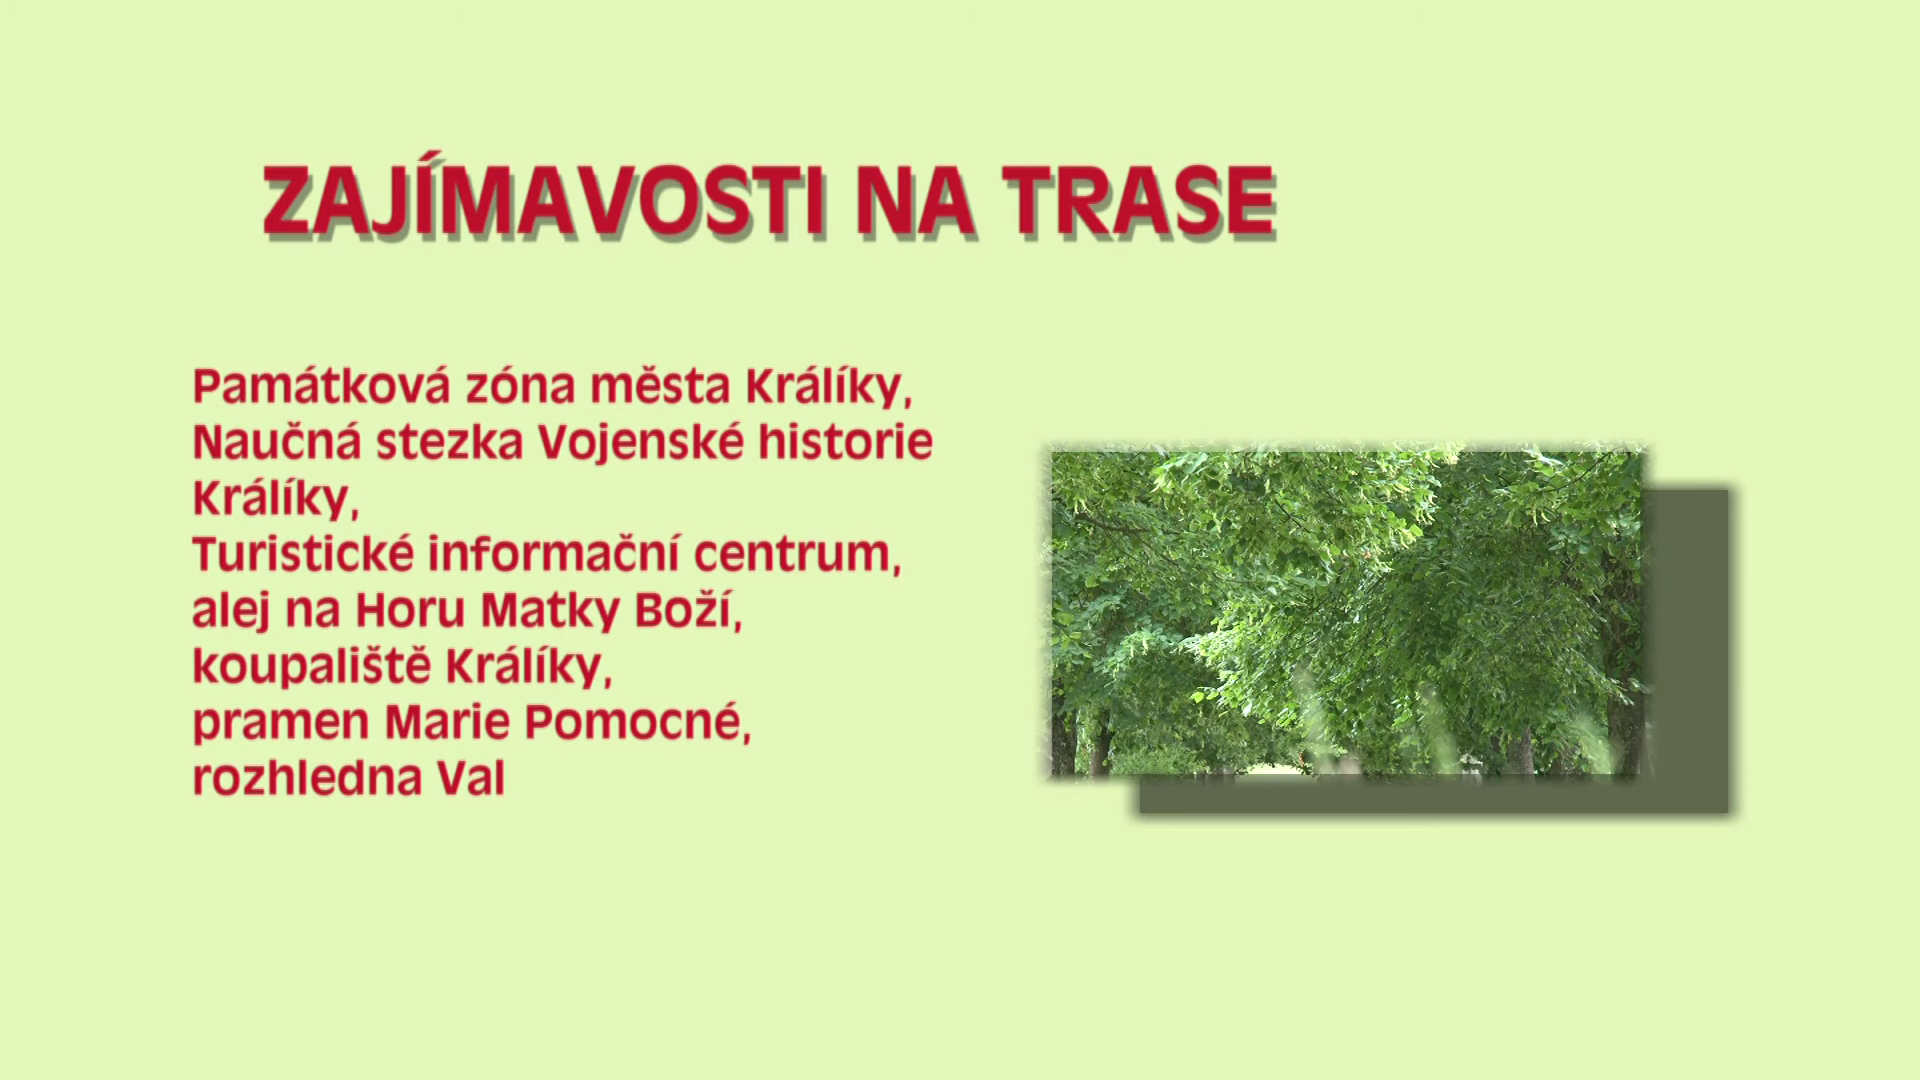 ZAJÍMAVOSTI NA TRASE
Památková zóna města Králíky,
Naučná stezka Vojenské historie
Králíky,
Turistické informační centrum,
alej na Horu Matky Boží,
koupaliště Králíky,
pramen Marie Pomocné,
rozhledna Val